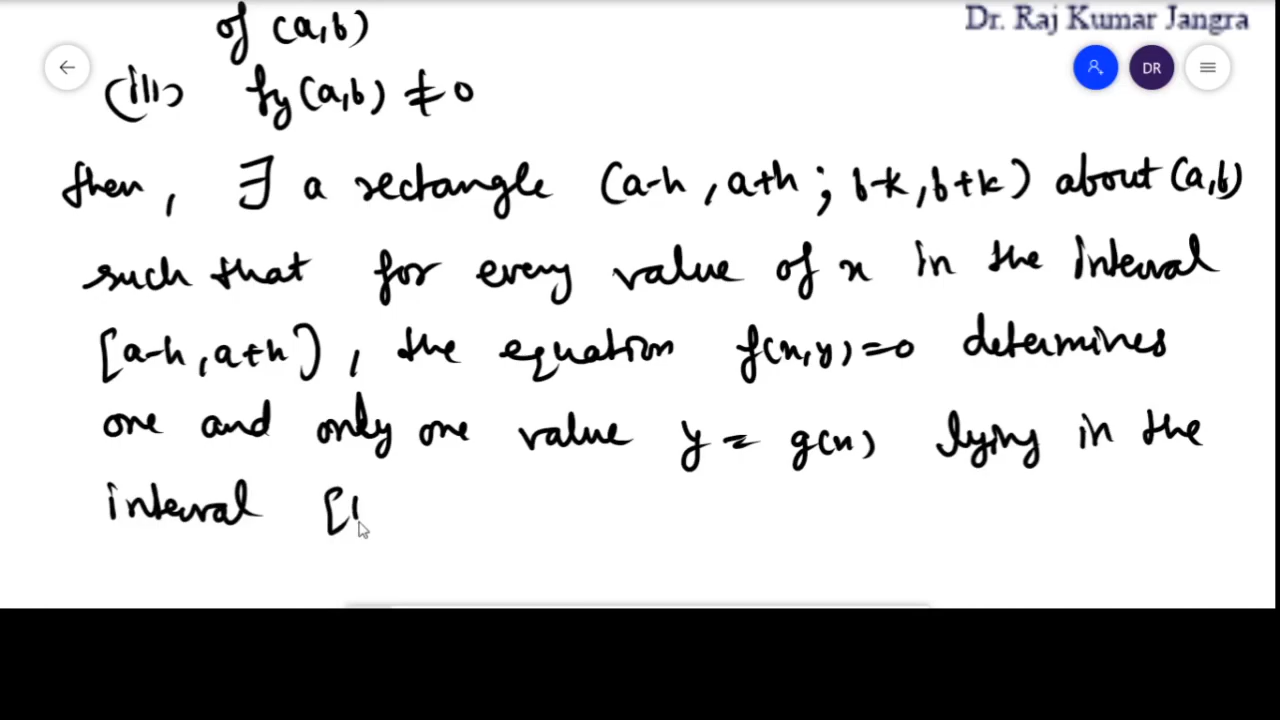 Dr. Raj Kumar Jangra
of (a,b)
DR
(iii) fy(a,b) ≠ 0
then, ∃ a rectangle (a-h, a+h ; b-k, b+k) about (a,b)
such that for every value of x in the interval
[a-h, a+h], the equation f(x,y)=0 determines
one and only one value y = g(x) lying in the
interval [